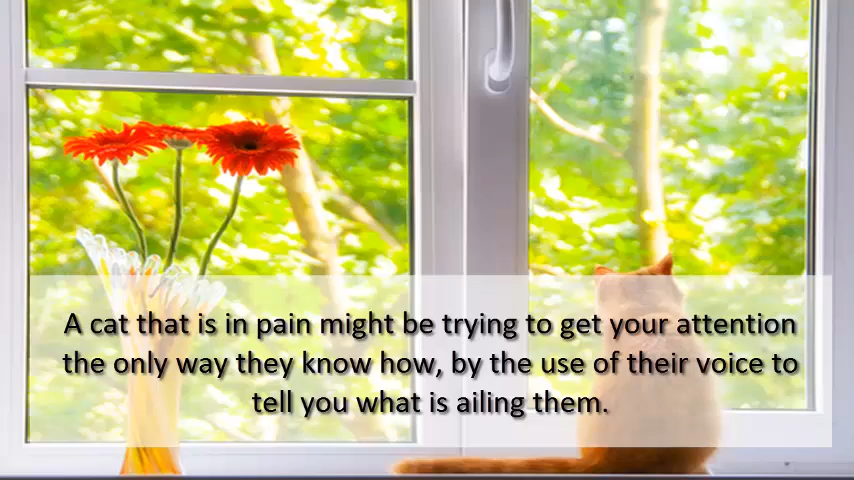 A cat that is in pain might be trying to get your attention
the only way they know how, by the use of their voice to
tell you what is ailing them.